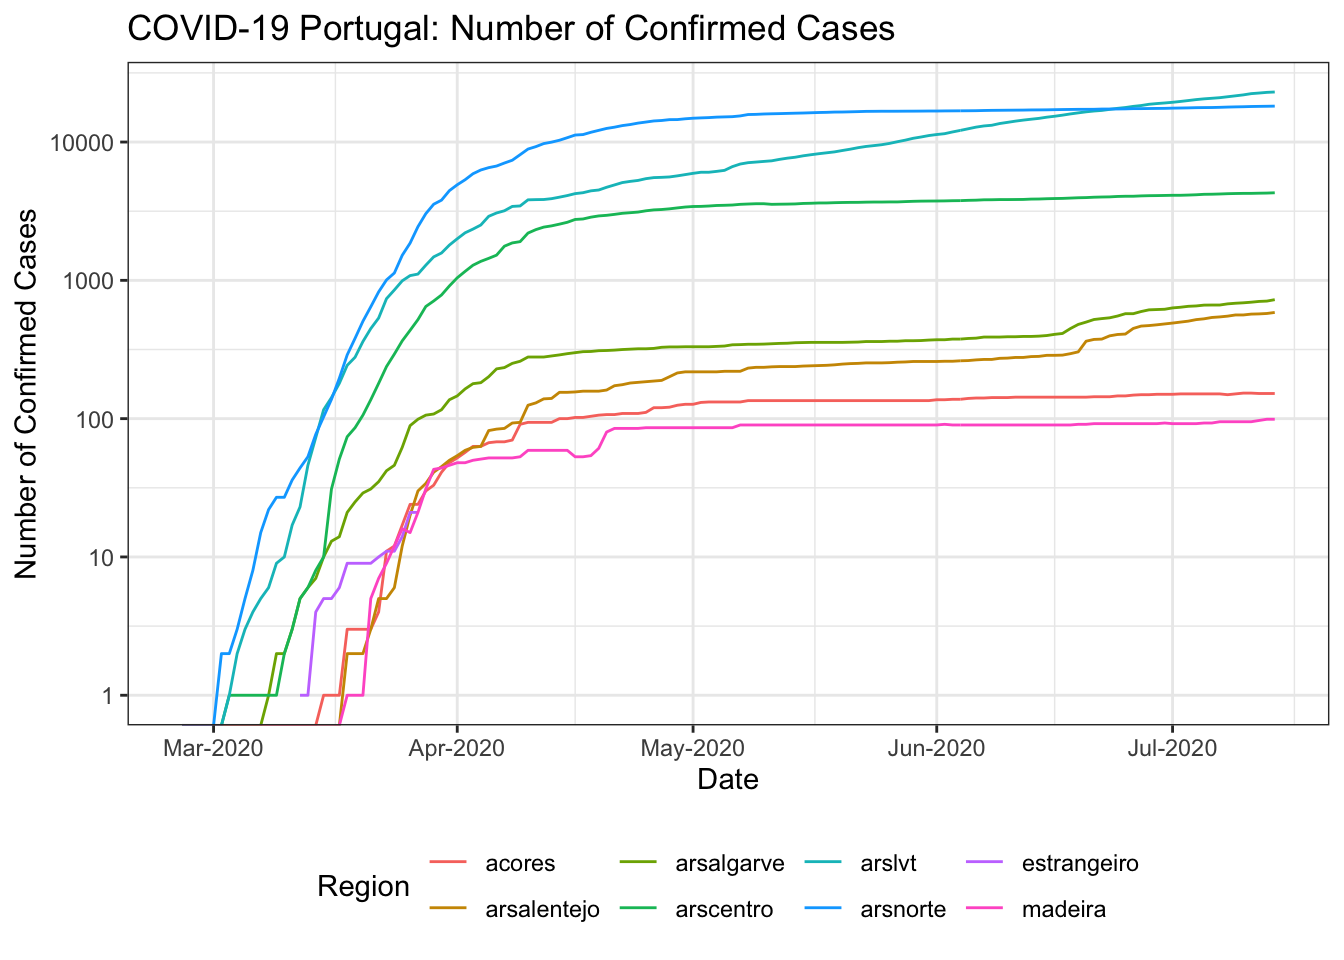 COVID-19 Portugal: Number of Confirmed Cases
Number of Confirmed Cases
10000
1000
100
10
1
Mar-2020 Apr-2020 May-2020 Jun-2020 Jul-2020
Date
Region
acores arsalgarve arslvt estrangeiro
arsalentejo arscentro arsnorte madeira